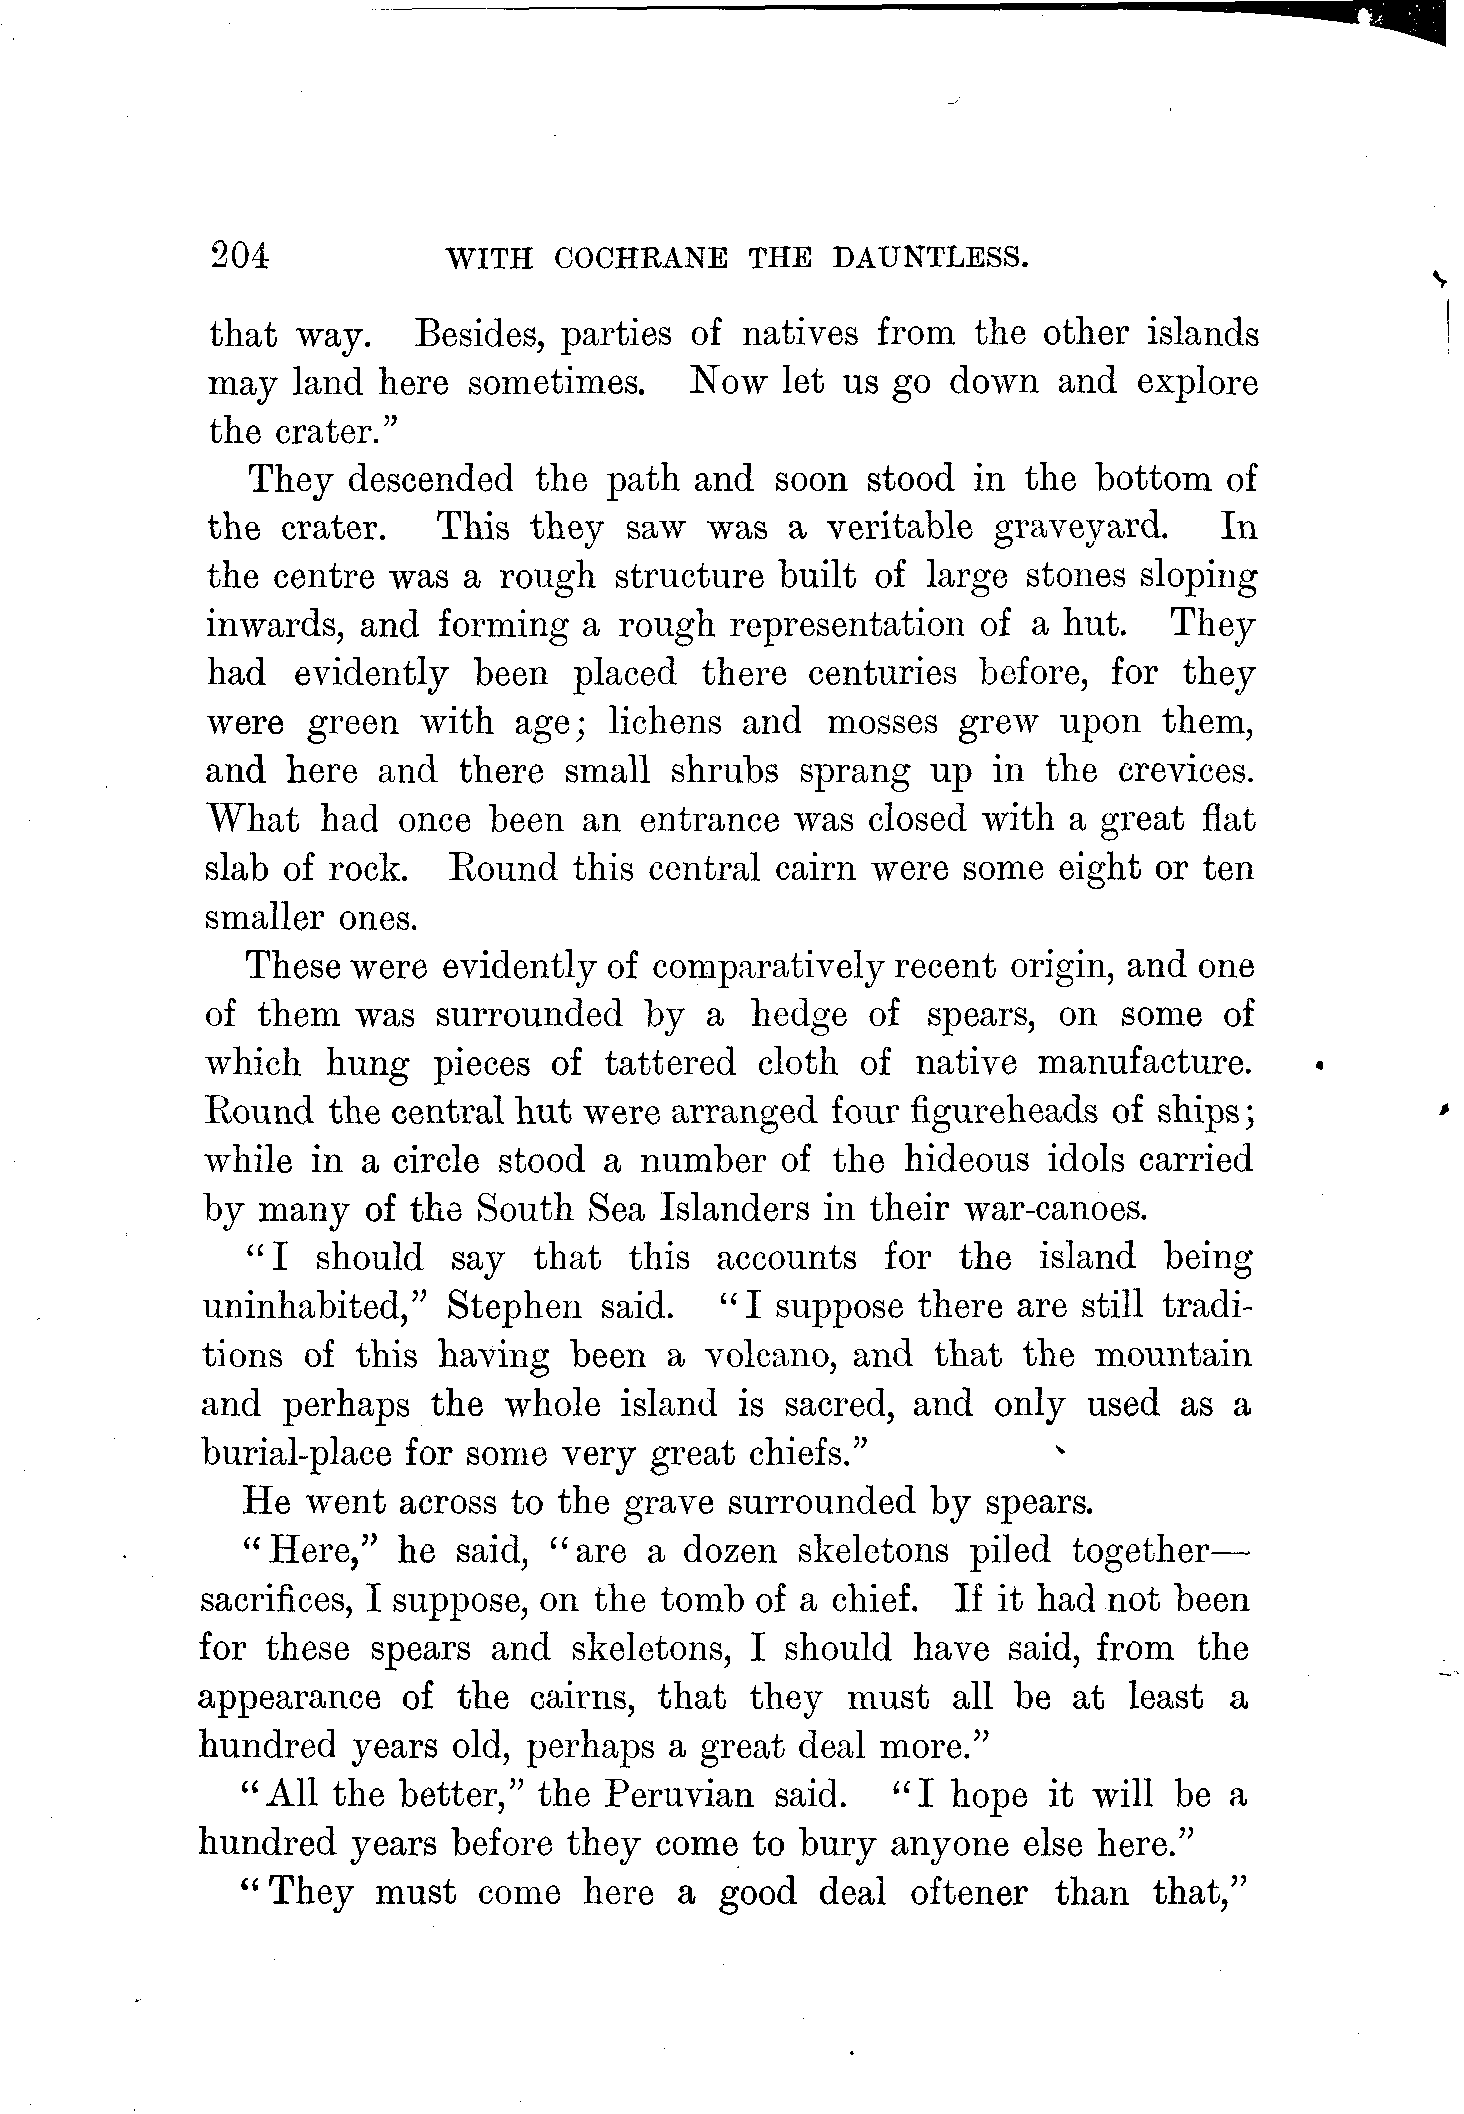 204 WITH COCHRANE THE DAUNTLESS.
that way. Besides, parties of natives from the other islands
may land here sometimes. Now let us go down and explore
the crater.”
They descended the path and soon stood in the bottom of
the crater. This they saw was a veritable graveyard. In
the centre was a rough structure built of large stones sloping
inwards, and forming a rough representation of a hut. They
had evidently been placed there centuries before, for they
were green with age; lichens and mosses grew upon them,
and here and there small shrubs sprang up in the crevices.
What had once been an entrance was closed with a great flat
slab of rock. Round this central cairn were some eight or ten
smaller ones.
These were evidently of comparatively recent origin, and one
of them was surrounded by a hedge of spears, on some of
which hung pieces of tattered cloth of native manufacture.
Round the central hut were arranged four figureheads of ships;
while in a circle stood a number of the hideous idols carried
by many of the South Sea Islanders in their war-canoes.
“I should say that this accounts for the island being
uninhabited,” Stephen said. “I suppose there are still tradi-
tions of this having been a volcano, and that the mountain
and perhaps the whole island is sacred, and only used as a
burial-place for some very great chiefs.”
He went across to the grave surrounded by spears.
“Here,” he said, “are a dozen skeletons piled together—
sacrifices, I suppose, on the tomb of a chief. If it had not been
for these spears and skeletons, I should have said, from the
appearance of the cairns, that they must all be at least a
hundred years old, perhaps a great deal more.”
“All the better,” the Peruvian said. “I hope it will be a
hundred years before they come to bury anyone else here.”
“They must come here a good deal oftener than that,”